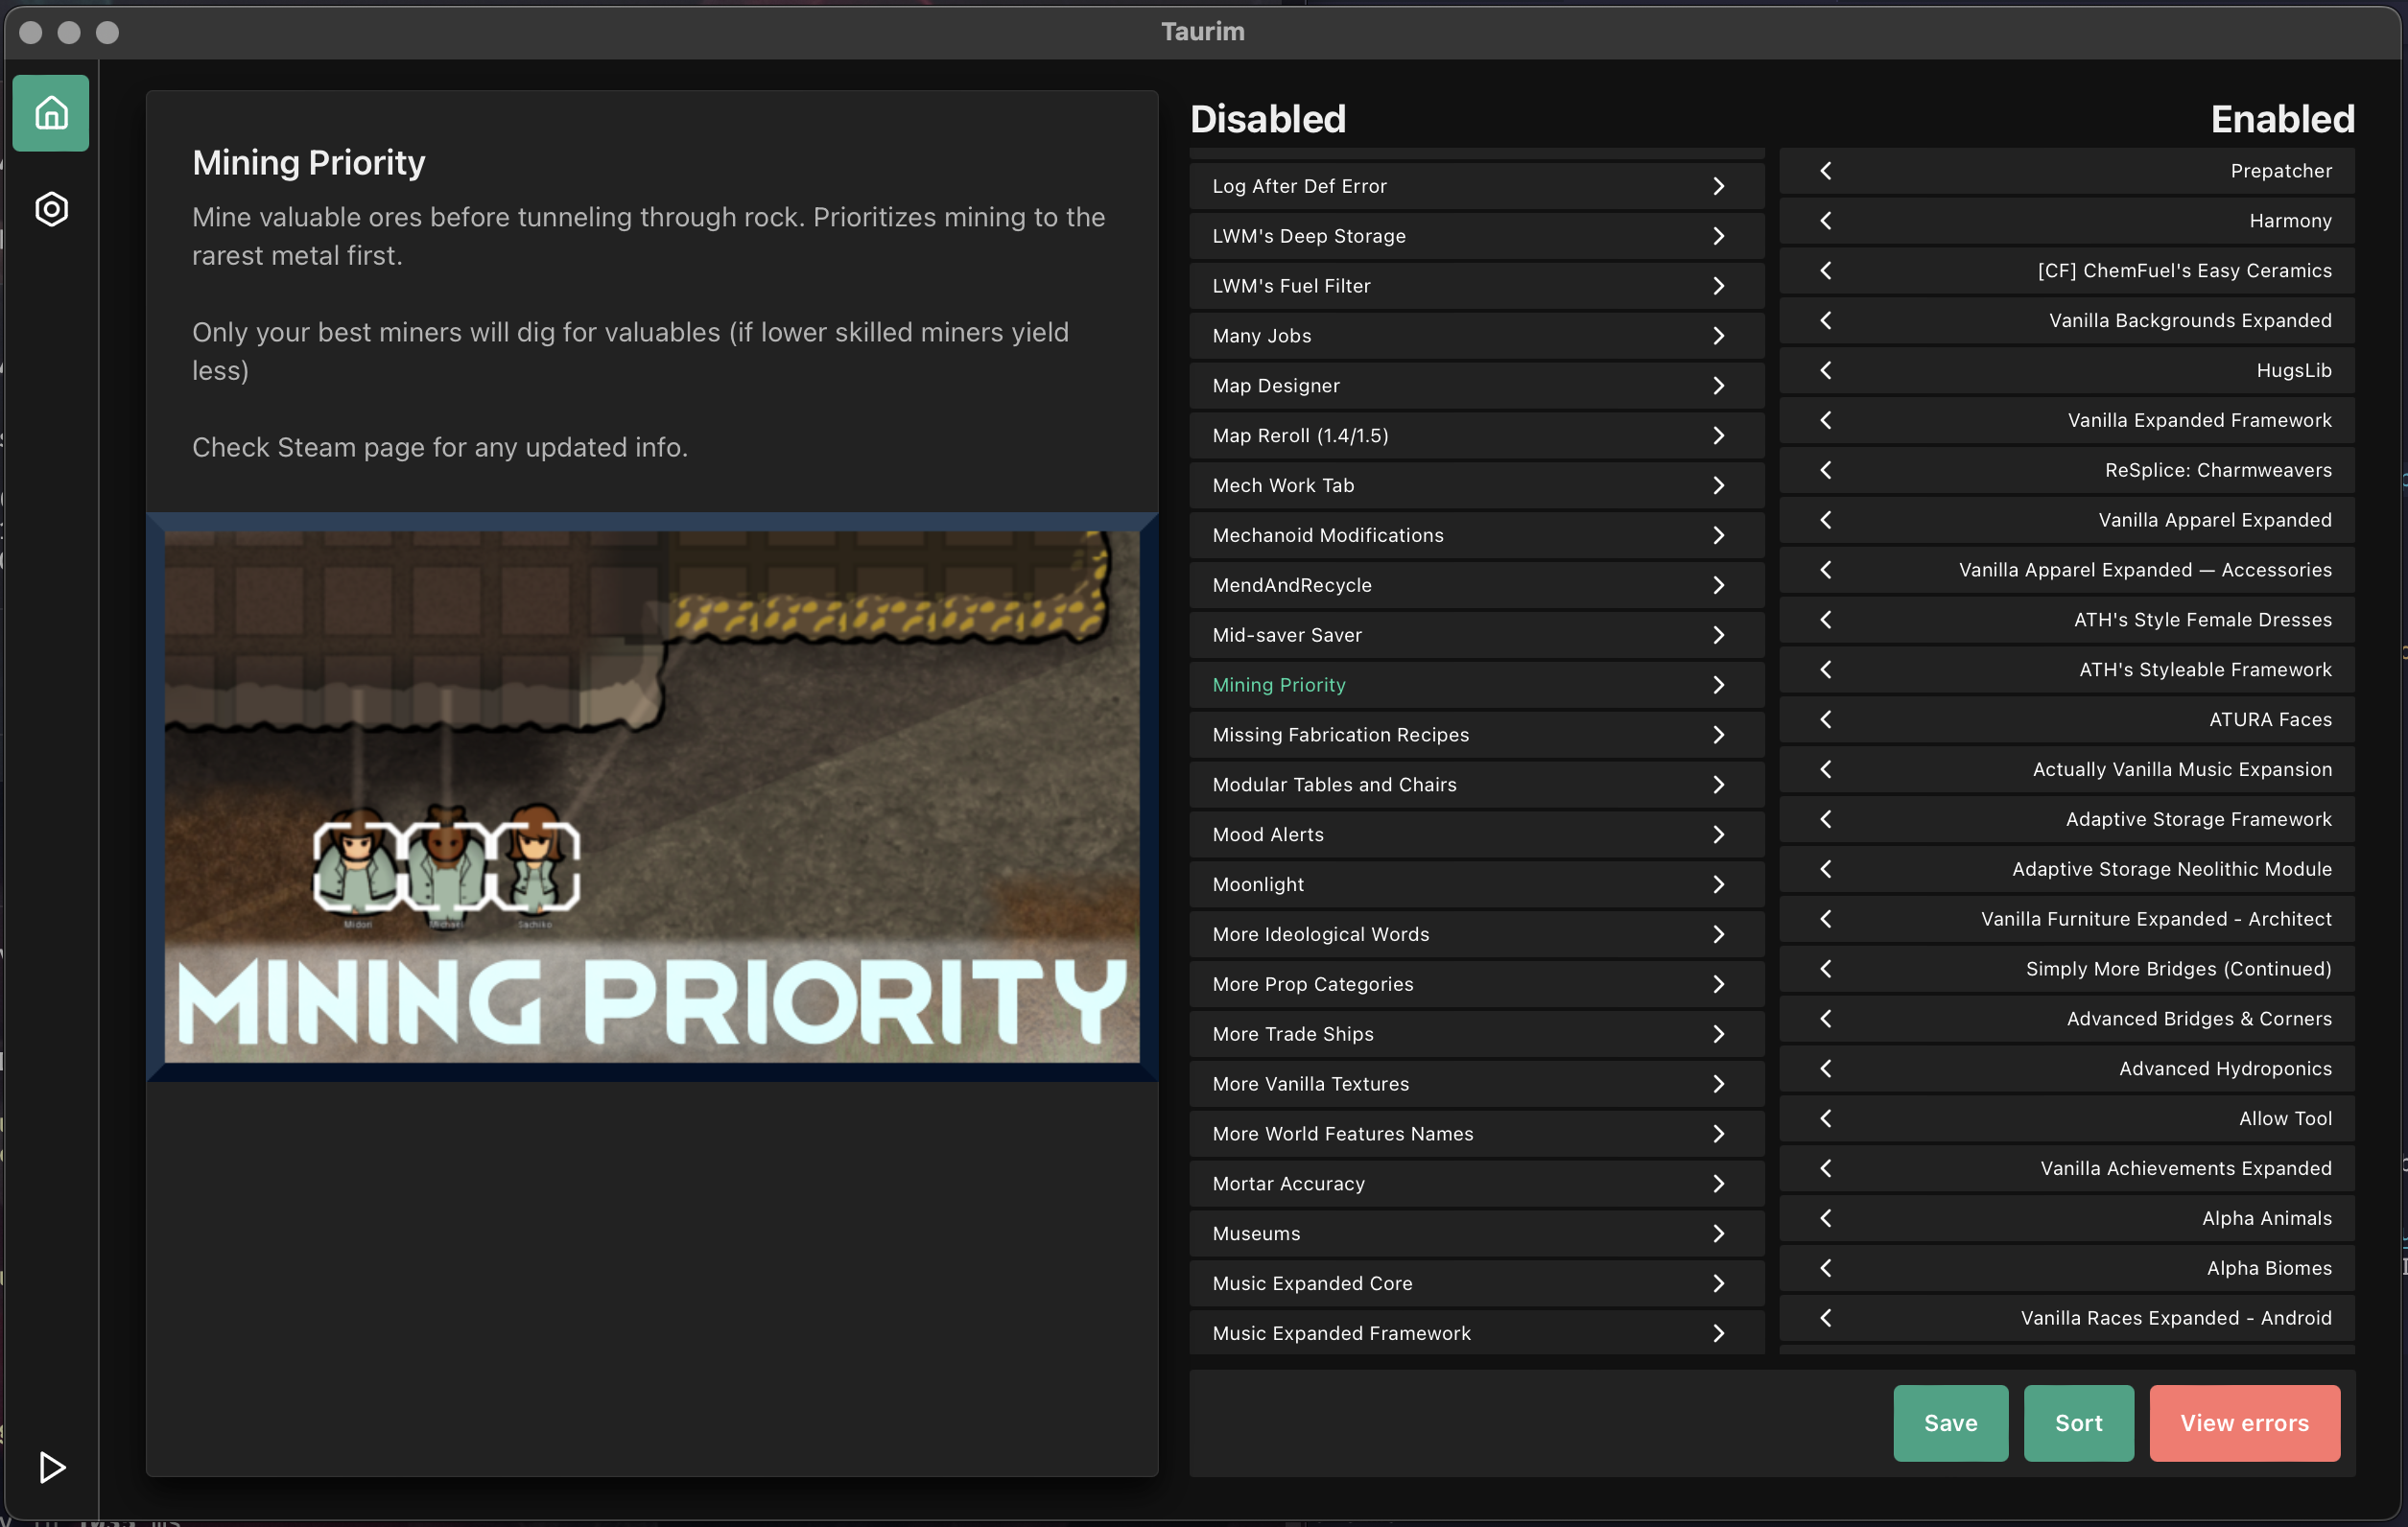 Taurim
Mining Priority
Mine valuable ores before tunneling through rock. Prioritizes mining to the
rarest metal first.
Only your best miners will dig for valuables (if lower skilled miners yield
less)
Check Steam page for any updated info.
Midori
Michael
Sachiko
MINING PRIORITY
Disabled
Log After Def Error
LWM's Deep Storage
LWM's Fuel Filter
Many Jobs
Map Designer
Map Reroll (1.4/1.5)
Mech Work Tab
Mechanoid Modifications
MendAndRecycle
Mid-saver Saver
Mining Priority
Missing Fabrication Recipes
Modular Tables and Chairs
Mood Alerts
Moonlight
More Ideological Words
More Prop Categories
More Trade Ships
More Vanilla Textures
More World Features Names
Mortar Accuracy
Museums
Music Expanded Core
Music Expanded Framework
Enabled
Prepatcher
Harmony
[CF] ChemFuel's Easy Ceramics
Vanilla Backgrounds Expanded
HugsLib
Vanilla Expanded Framework
ReSplice: Charmweavers
Vanilla Apparel Expanded
Vanilla Apparel Expanded — Accessories
ATH's Style Female Dresses
ATH's Styleable Framework
ATURA Faces
Actually Vanilla Music Expansion
Adaptive Storage Framework
Adaptive Storage Neolithic Module
Vanilla Furniture Expanded - Architect
Simply More Bridges (Continued)
Advanced Bridges & Corners
Advanced Hydroponics
Allow Tool
Vanilla Achievements Expanded
Alpha Animals
Alpha Biomes
Vanilla Races Expanded - Android
Save
Sort
View errors